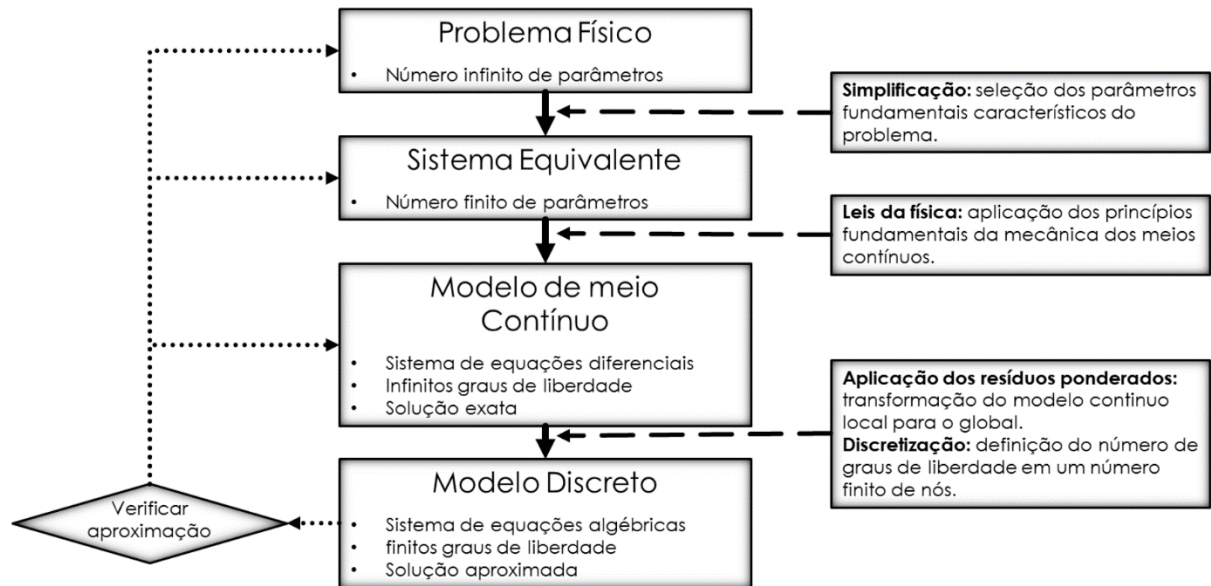 Problema Físico
• Número infinito de parâmetros
Simplificação: seleção dos parâmetros
fundamentais característicos do
problema.
Sistema Equivalente
• Número finito de parâmetros
Leis da física: aplicação dos princípios
fundamentais da mecânica dos meios
contínuos.
Modelo de meio
Contínuo
• Sistema de equações diferenciais
• Infinitos graus de liberdade
• Solução exata
Aplicação dos resíduos ponderados:
transformação do modelo continuo
local para o global.
Discretização: definição do número de
graus de liberdade em um número
finito de nós.
Modelo Discreto
• Sistema de equações algébricas
• finitos graus de liberdade
• Solução aproximada
Verificar
aproximação